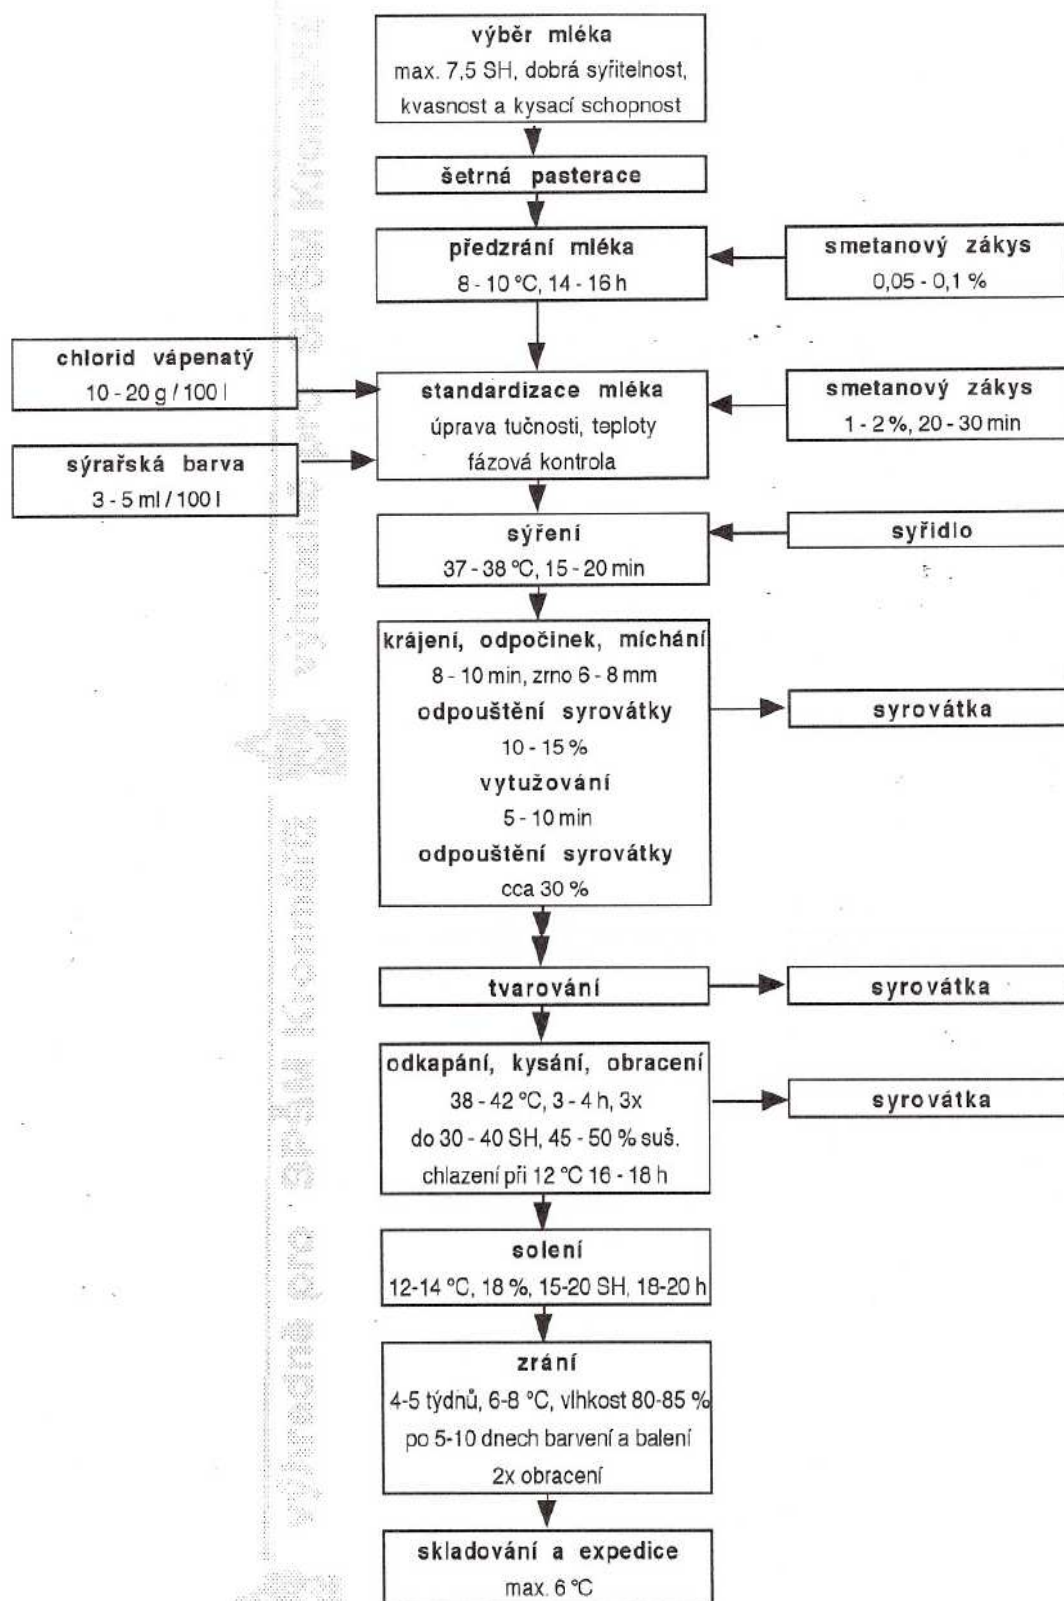 výběr mléka
max. 7,5 SH, dobrá syřitelnost,
kvasnost a kysací schopnost
šetrná pasterace
předzrání mléka
8 - 10 °C, 14 - 16 h
smetanový zákys
0,05 - 0,1 %
chlorid vápenatý
10 - 20 g / 100 l
sýrařská barva
3 - 5 ml / 100 l
standardizace mléka
úprava tučnosti, teploty
fázová kontrola
smetanový zákys
1 - 2 %, 20 - 30 min
sýření
37 - 38 °C, 15 - 20 min
syřidlo
krájení, odpočinek, míchání
8 - 10 min, zrno 6 - 8 mm
odpouštění syrovátky
10 - 15 %
vytužování
5 - 10 min
odpouštění syrovátky
cca 30 %
syrovátka
tvarování
syrovátka
odkapání, kysání, obracení
38 - 42 °C, 3 - 4 h, 3x
do 30 - 40 SH, 45 - 50 % suš.
chlazení při 12 °C 16 - 18 h
syrovátka
solení
12-14 °C, 18 %, 15-20 SH, 18-20 h
zrání
4-5 týdnů, 6-8 °C, vlhkost 80-85 %
po 5-10 dnech barvení a balení
2x obracení
skladování a expedice
max. 6 °C